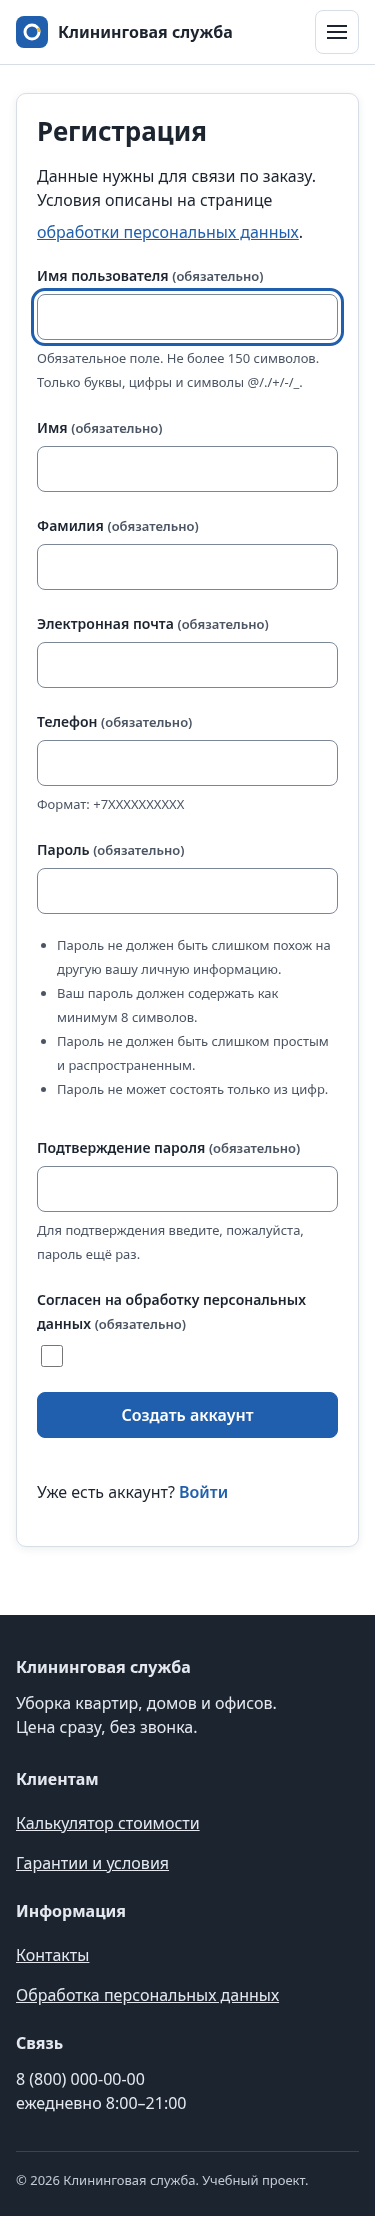 Клининговая служба
Регистрация
Данные нужны для связи по заказу.
Условия описаны на странице
обработки персональных данных.
Имя пользователя (обязательно)
Обязательное поле. Не более 150 символов.
Только буквы, цифры и символы @/./+/-/_.
Имя (обязательно)
Фамилия (обязательно)
Электронная почта (обязательно)
Телефон (обязательно)
Формат: +7XXXXXXXXXX
Пароль (обязательно)
• Пароль не должен быть слишком похож на
другую вашу личную информацию.
• Ваш пароль должен содержать как
минимум 8 символов.
• Пароль не должен быть слишком простым
и распространенным.
• Пароль не может состоять только из цифр.
Подтверждение пароля (обязательно)
Для подтверждения введите, пожалуйста,
пароль ещё раз.
Согласен на обработку персональных
данных (обязательно)
Создать аккаунт
Уже есть аккаунт? Войти
Клининговая служба
Уборка квартир, домов и офисов.
Цена сразу, без звонка.
Клиентам
Калькулятор стоимости
Гарантии и условия
Информация
Контакты
Обработка персональных данных
Связь
8 (800) 000-00-00
ежедневно 8:00–21:00
© 2026 Клининговая служба. Учебный проект.